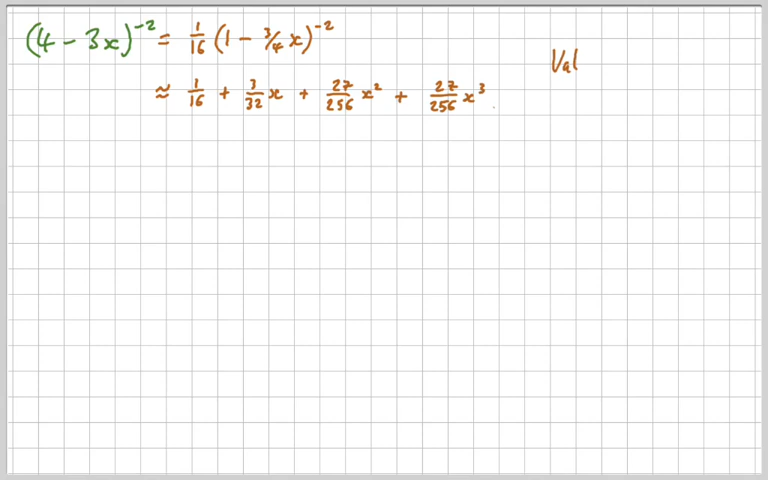 (4 - 3x)⁻² = 1/16 (1 - 3/4 x)⁻²
Val
≈ 1/16 + 3/32 x + 27/256 x² + 27/256 x³